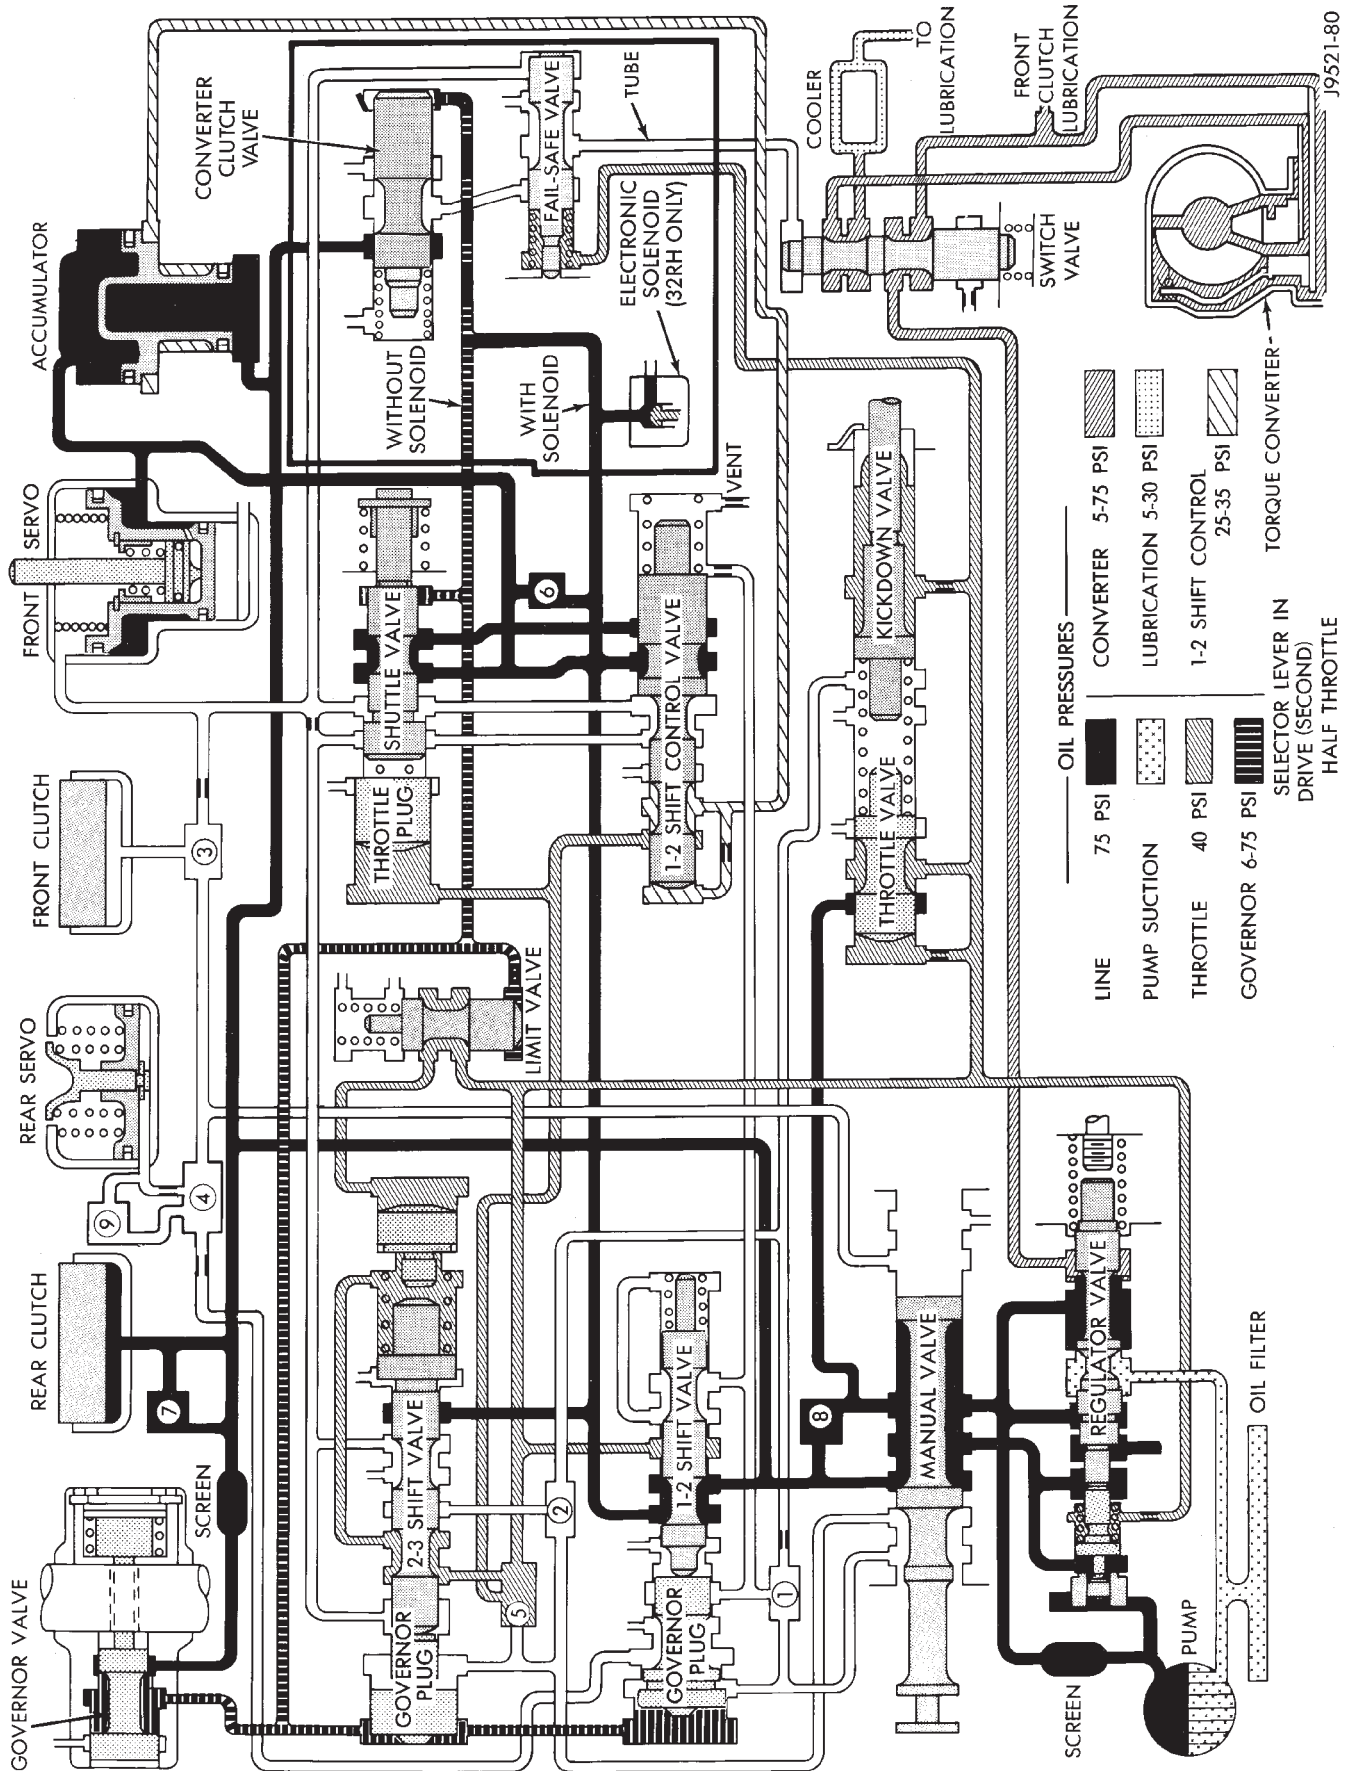 GOVERNOR VALVE
SCREEN
REAR CLUTCH
7
9
4
REAR SERVO
FRONT CLUTCH
3
FRONT SERVO
ACCUMULATOR
CONVERTER
CLUTCH
VALVE
GOVERNOR
PLUG
2-3 SHIFT VALVE
5
2
LIMIT VALVE
THROTTLE
PLUG
SHUTTLE VALVE
6
WITHOUT
SOLENOID
WITH
SOLENOID
ELECTRONIC
SOLENOID
(32RH ONLY)
FAIL-SAFE VALVE
TUBE
GOVERNOR
PLUG
1-2 SHIFT VALVE
1
8
1-2 SHIFT CONTROL VALVE
VENT
MANUAL VALVE
THROTTLE VALVE
KICKDOWN VALVE
SWITCH
VALVE
COOLER
TO
LUBRICATION
FRONT
CLUTCH
LUBRICATION
SCREEN
PUMP
REGULATOR VALVE
OIL FILTER
OIL PRESSURES
LINE 75 PSI
PUMP SUCTION
THROTTLE 40 PSI
GOVERNOR 6-75 PSI
CONVERTER 5-75 PSI
LUBRICATION 5-30 PSI
1-2 SHIFT CONTROL
25-35 PSI
SELECTOR LEVER IN
DRIVE (SECOND)
HALF THROTTLE
TORQUE CONVERTER
J9521-80